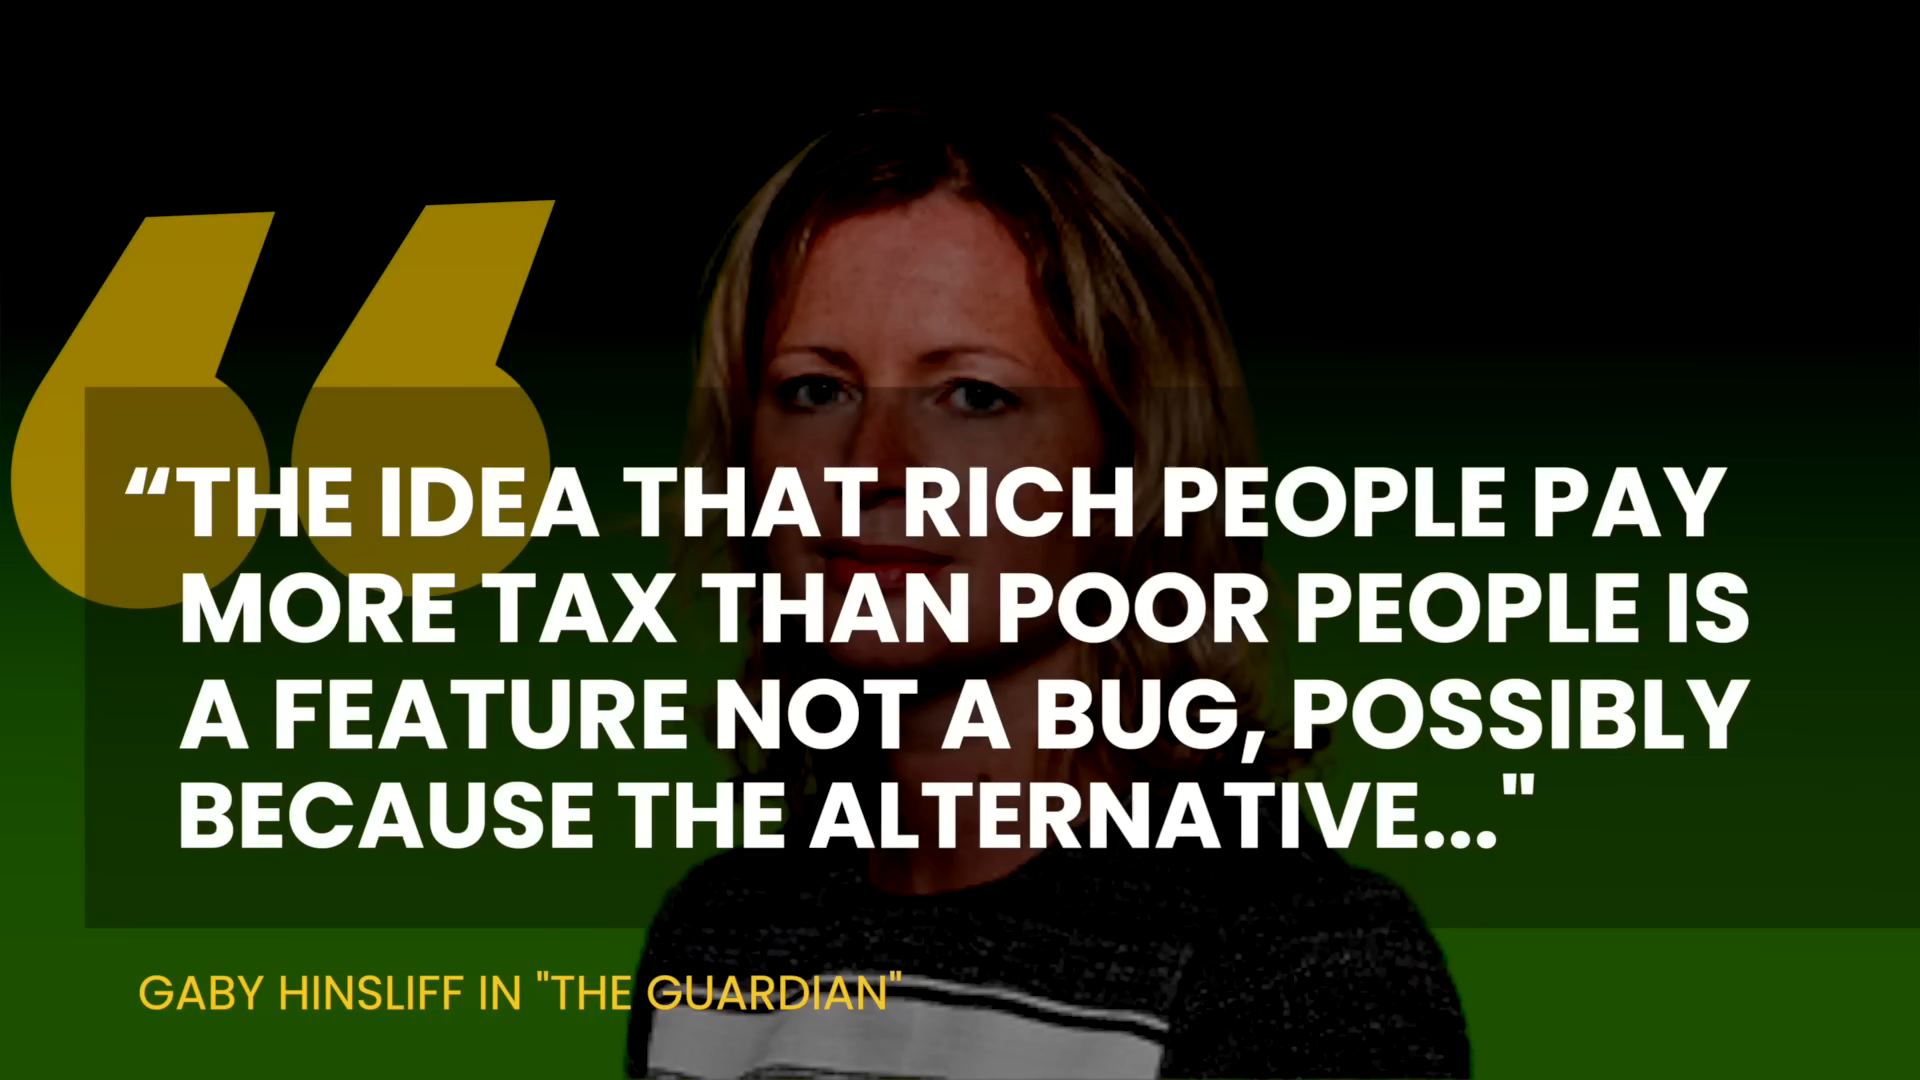 “THE IDEA THAT RICH PEOPLE PAY
MORE TAX THAN POOR PEOPLE IS
A FEATURE NOT A BUG, POSSIBLY
BECAUSE THE ALTERNATIVE..."
GABY HINSLIFF IN "THE GUARDIAN"